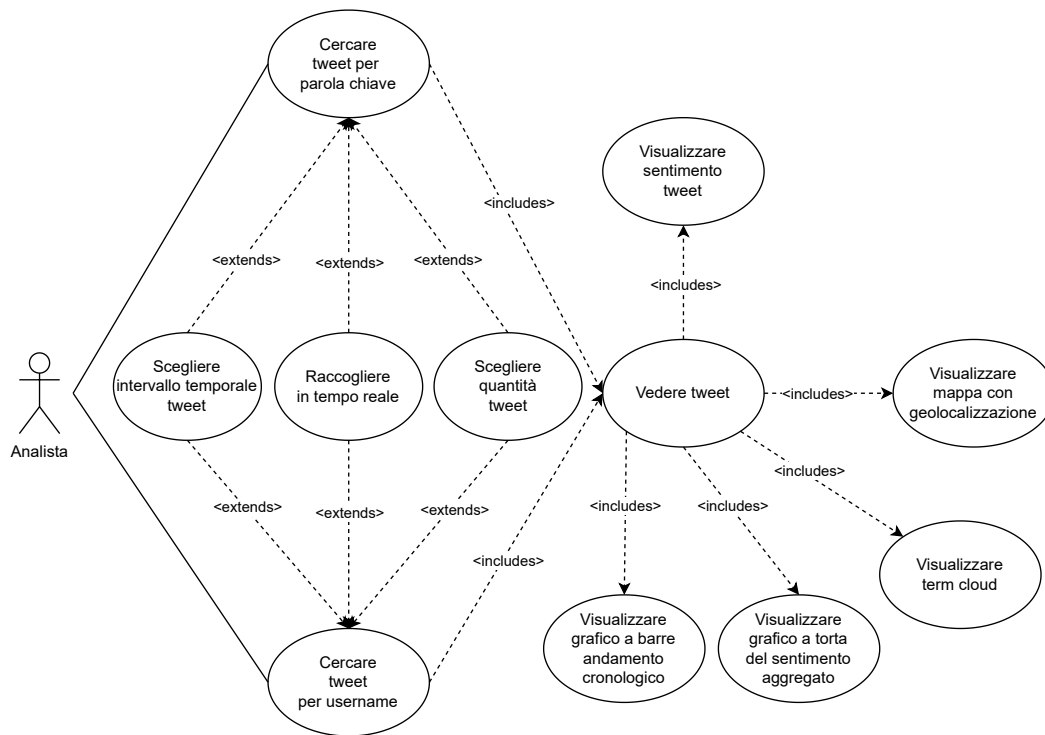 Cercare
tweet per
parola chiave
Visualizzare
sentimento
tweet
<includes>
<extends>
<extends>
<extends>
<includes>
Analista
Scegliere
intervallo temporale
tweet
Raccogliere
in tempo reale
Scegliere
quantità
tweet
Vedere tweet
<includes>
Visualizzare
mappa con
geolocalizzazione
<extends>
<extends>
<extends>
<includes>
<includes>
<includes>
<includes>
Visualizzare
term cloud
Cercare
tweet
per username
Visualizzare
grafico a barre
andamento
cronologico
Visualizzare
grafico a torta
del sentimento
aggregato